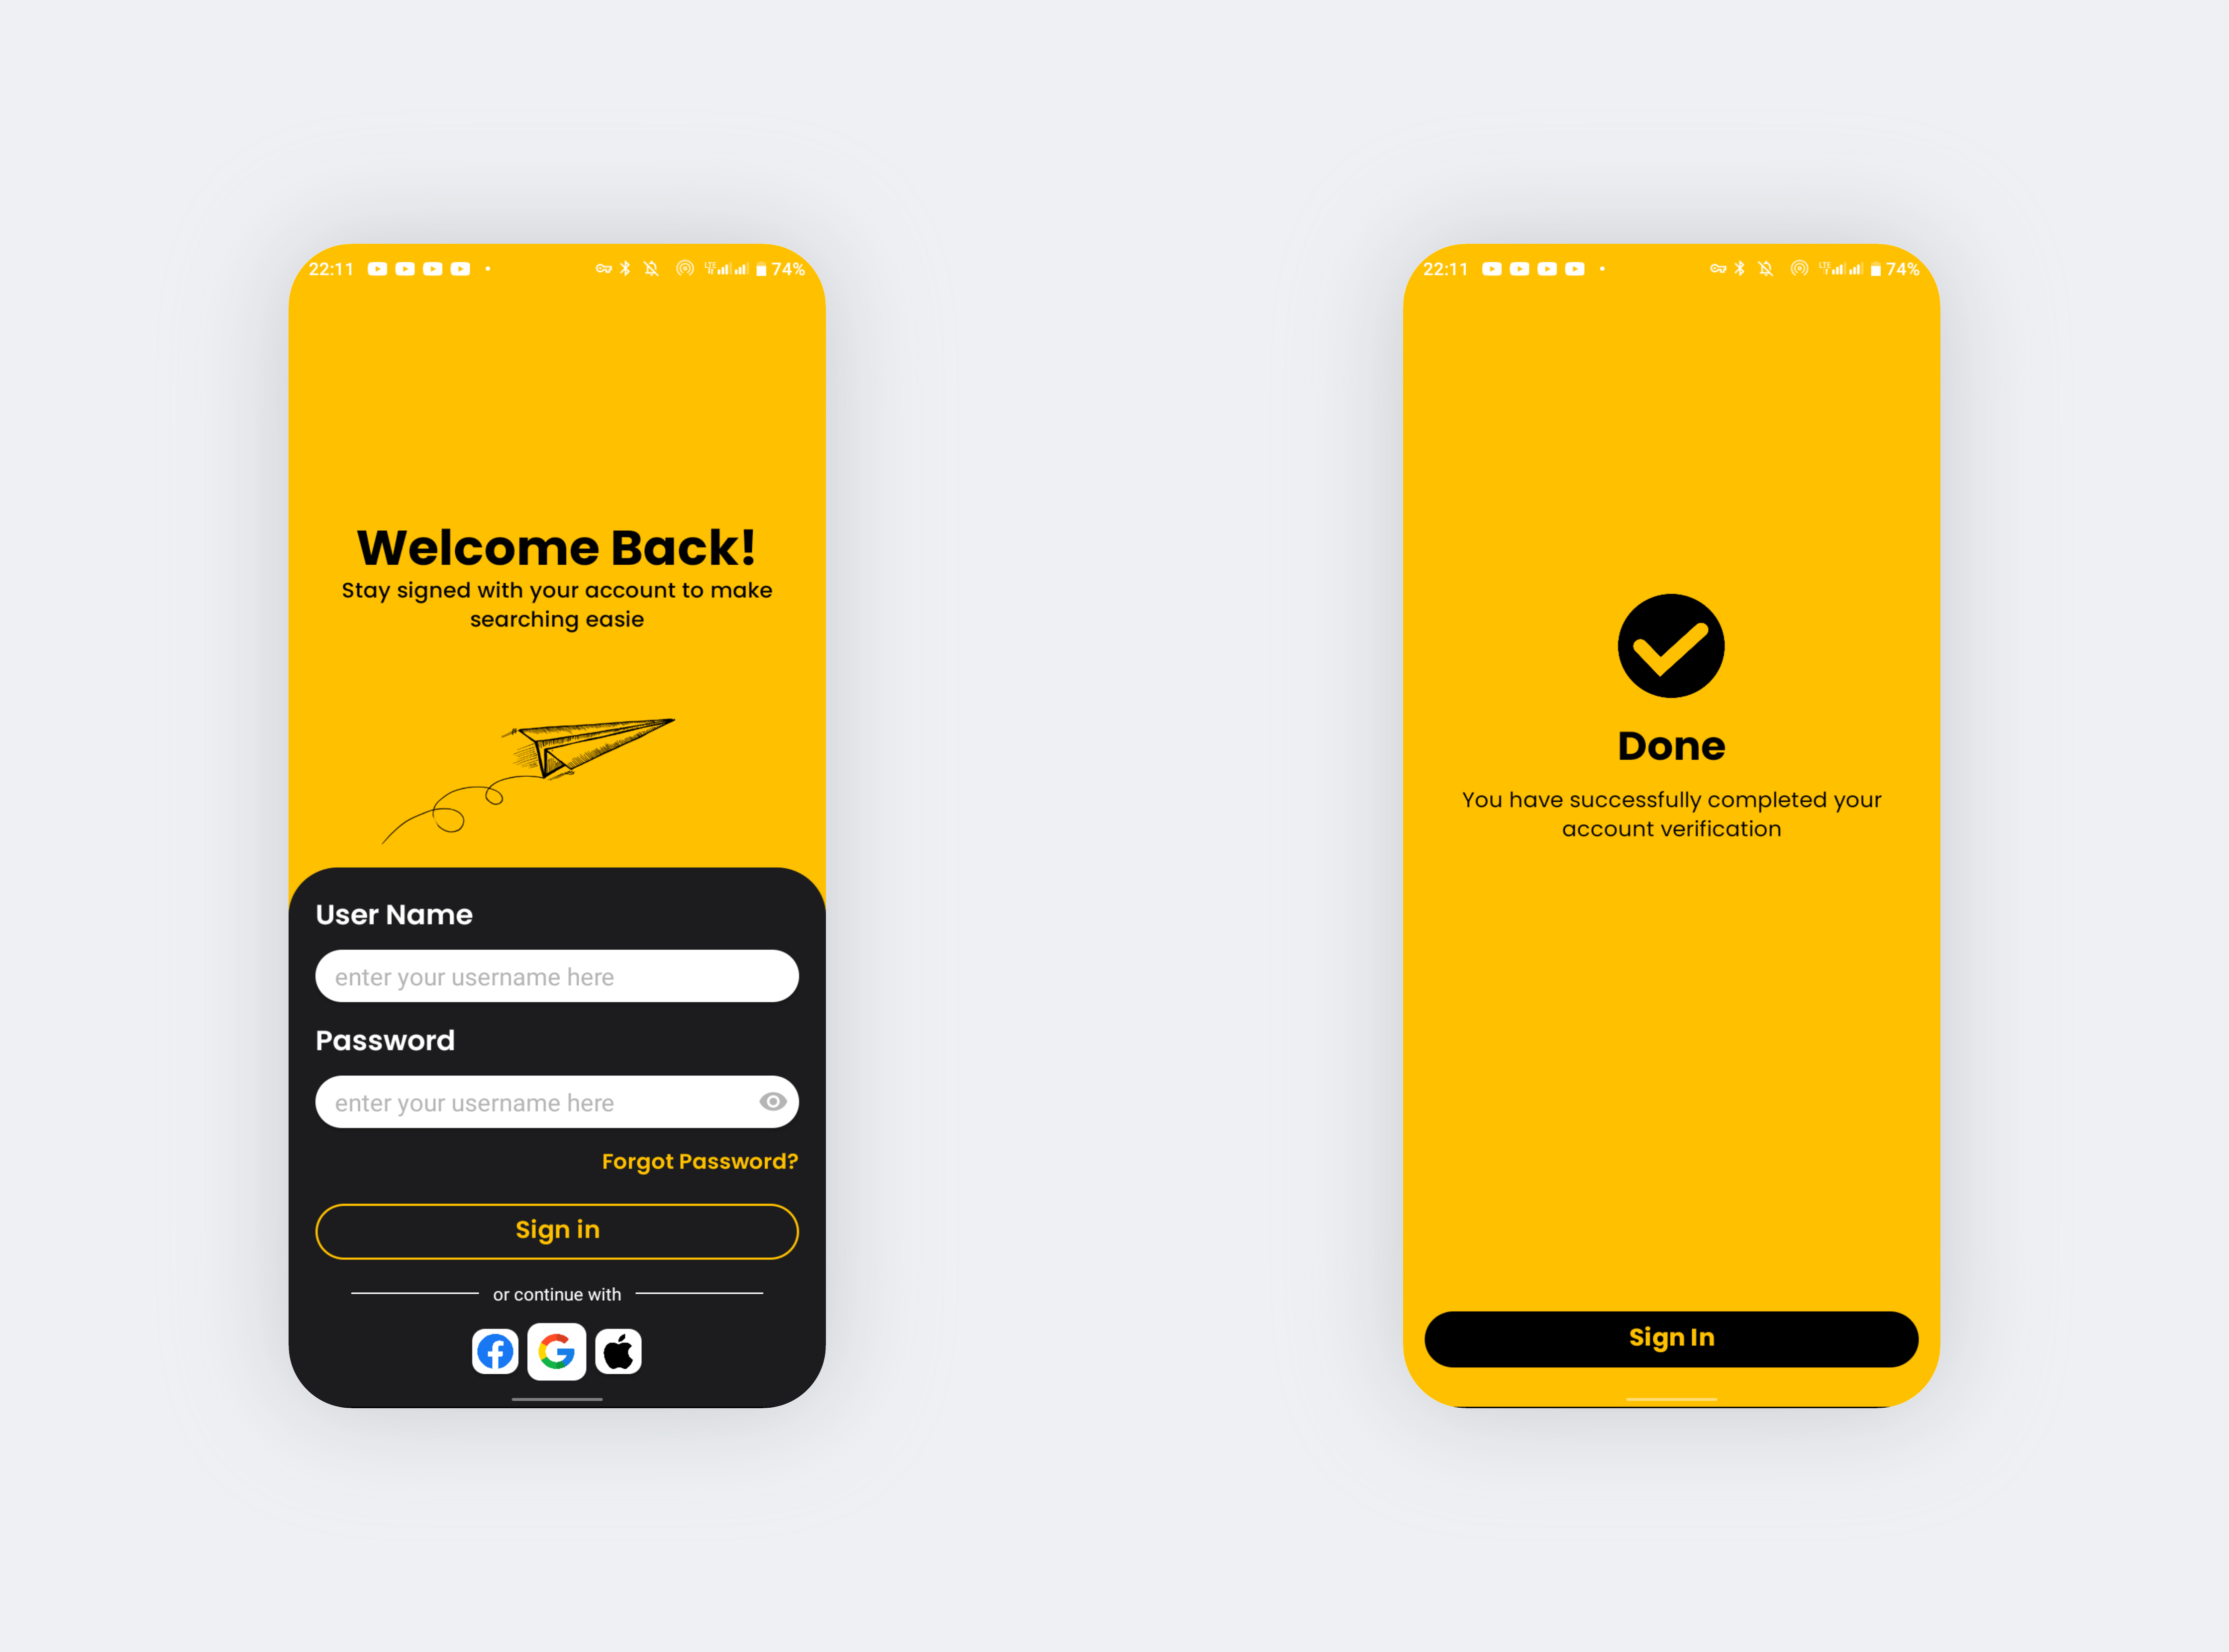 22:11
LTE
74%
Welcome Back!
Stay signed with your account to make
searching easie
User Name
enter your username here
Password
enter your username here
Forgot Password?
Sign in
or continue with
22:11
LTE
74%
Done
You have successfully completed your
account verification
Sign In